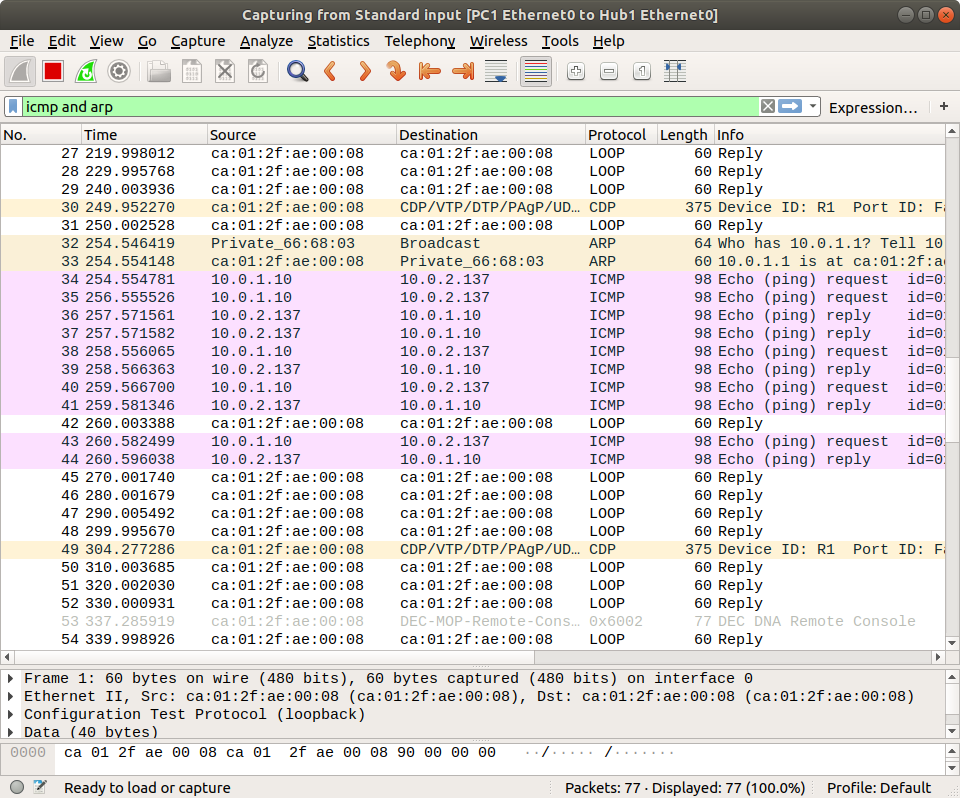 Capturing from Standard input [PC1 Ethernet0 to Hub1 Ethernet0]
File Edit View Go Capture Analyze Statistics Telephony Wireless Tools Help
icmp and arp Expression… +
No. Time Source Destination Protocol Length Info
27 219.998012 ca:01:2f:ae:00:08 ca:01:2f:ae:00:08 LOOP 60 Reply
28 229.995768 ca:01:2f:ae:00:08 ca:01:2f:ae:00:08 LOOP 60 Reply
29 240.003936 ca:01:2f:ae:00:08 ca:01:2f:ae:00:08 LOOP 60 Reply
30 249.952270 ca:01:2f:ae:00:08 CDP/VTP/DTP/PAgP/UD… CDP 375 Device ID: R1 Port ID: Fa
31 250.002528 ca:01:2f:ae:00:08 ca:01:2f:ae:00:08 LOOP 60 Reply
32 254.546419 Private_66:68:03 Broadcast ARP 64 Who has 10.0.1.1? Tell 10
33 254.554148 ca:01:2f:ae:00:08 Private_66:68:03 ARP 60 10.0.1.1 is at ca:01:2f:a
34 254.554781 10.0.1.10 10.0.2.137 ICMP 98 Echo (ping) request id=0
35 256.555526 10.0.1.10 10.0.2.137 ICMP 98 Echo (ping) request id=0
36 257.571561 10.0.2.137 10.0.1.10 ICMP 98 Echo (ping) reply id=0
37 257.571582 10.0.2.137 10.0.1.10 ICMP 98 Echo (ping) reply id=0
38 258.556065 10.0.1.10 10.0.2.137 ICMP 98 Echo (ping) request id=0
39 258.566363 10.0.2.137 10.0.1.10 ICMP 98 Echo (ping) reply id=0
40 259.566700 10.0.1.10 10.0.2.137 ICMP 98 Echo (ping) request id=0
41 259.581346 10.0.2.137 10.0.1.10 ICMP 98 Echo (ping) reply id=0
42 260.003388 ca:01:2f:ae:00:08 ca:01:2f:ae:00:08 LOOP 60 Reply
43 260.582499 10.0.1.10 10.0.2.137 ICMP 98 Echo (ping) request id=0
44 260.596038 10.0.2.137 10.0.1.10 ICMP 98 Echo (ping) reply id=0
45 270.001740 ca:01:2f:ae:00:08 ca:01:2f:ae:00:08 LOOP 60 Reply
46 280.001679 ca:01:2f:ae:00:08 ca:01:2f:ae:00:08 LOOP 60 Reply
47 290.005492 ca:01:2f:ae:00:08 ca:01:2f:ae:00:08 LOOP 60 Reply
48 299.995670 ca:01:2f:ae:00:08 ca:01:2f:ae:00:08 LOOP 60 Reply
49 304.277286 ca:01:2f:ae:00:08 CDP/VTP/DTP/PAgP/UD… CDP 375 Device ID: R1 Port ID: Fa
50 310.003685 ca:01:2f:ae:00:08 ca:01:2f:ae:00:08 LOOP 60 Reply
51 320.002030 ca:01:2f:ae:00:08 ca:01:2f:ae:00:08 LOOP 60 Reply
52 330.000931 ca:01:2f:ae:00:08 ca:01:2f:ae:00:08 LOOP 60 Reply
53 337.285919 ca:01:2f:ae:00:08 DEC-MOP-Remote-Cons… 0x6002 77 DEC DNA Remote Console
54 339.998926 ca:01:2f:ae:00:08 ca:01:2f:ae:00:08 LOOP 60 Reply
Frame 1: 60 bytes on wire (480 bits), 60 bytes captured (480 bits) on interface 0
Ethernet II, Src: ca:01:2f:ae:00:08 (ca:01:2f:ae:00:08), Dst: ca:01:2f:ae:00:08 (ca:01:2f:ae:00:08)
Configuration Test Protocol (loopback)
Data (40 bytes)
0000 ca 01 2f ae 00 08 ca 01 2f ae 00 08 90 00 00 00 ··/····· /·······
Ready to load or capture Packets: 77 · Displayed: 77 (100.0%) Profile: Default